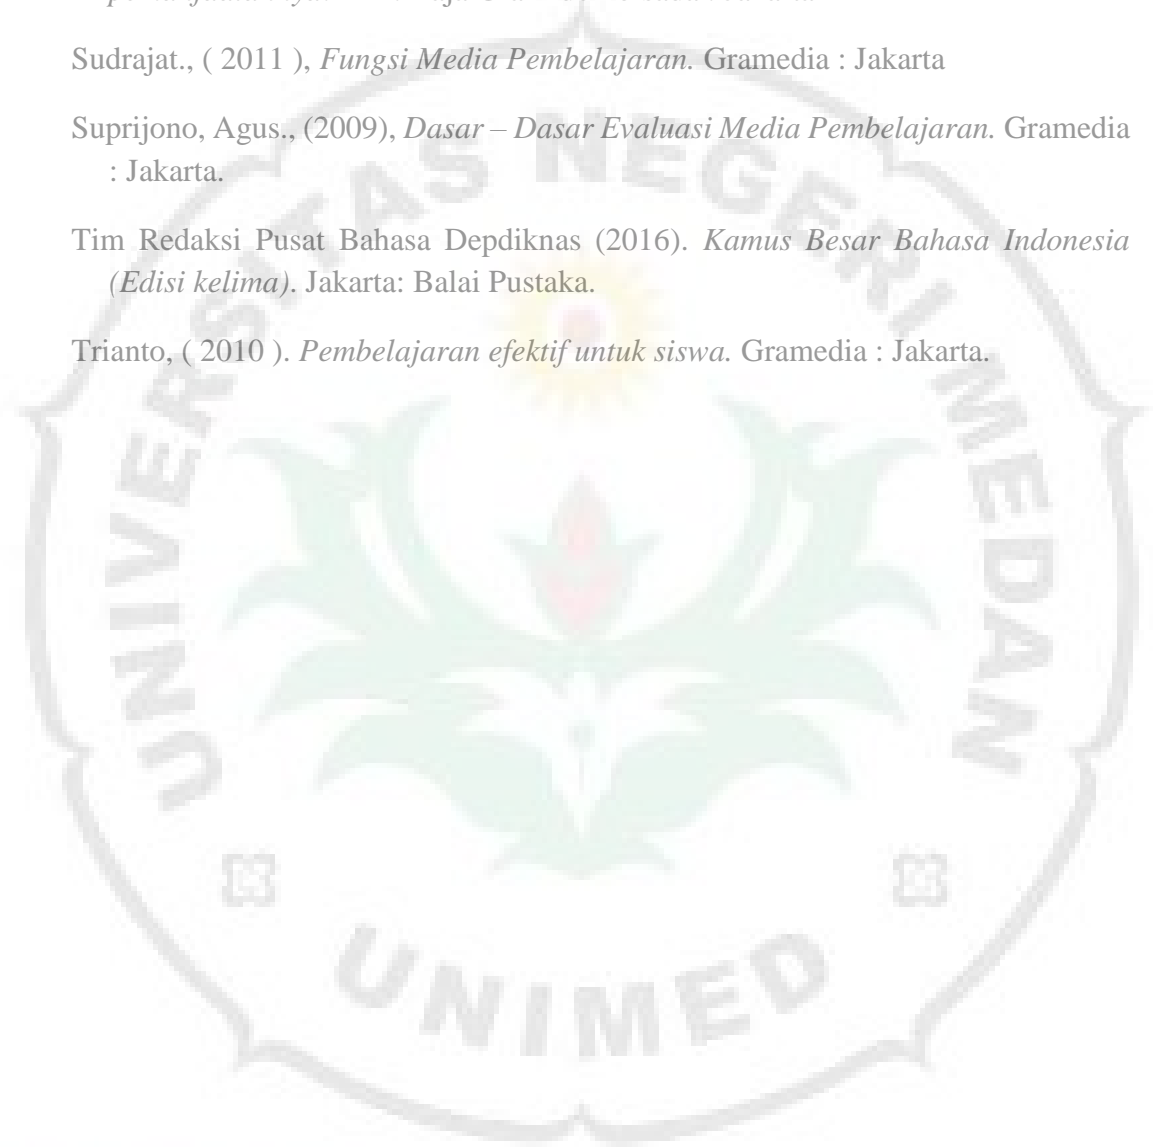 Sudrajat., ( 2011 ), Fungsi Media Pembelajaran. Gramedia : Jakarta
Suprijono, Agus., (2009), Dasar – Dasar Evaluasi Media Pembelajaran. Gramedia
: Jakarta.
Tim Redaksi Pusat Bahasa Depdiknas (2016). Kamus Besar Bahasa Indonesia
(Edisi kelima). Jakarta: Balai Pustaka.
Trianto, ( 2010 ). Pembelajaran efektif untuk siswa. Gramedia : Jakarta.
UNIVERSITAS NEGERI MEDAN
UNIMED